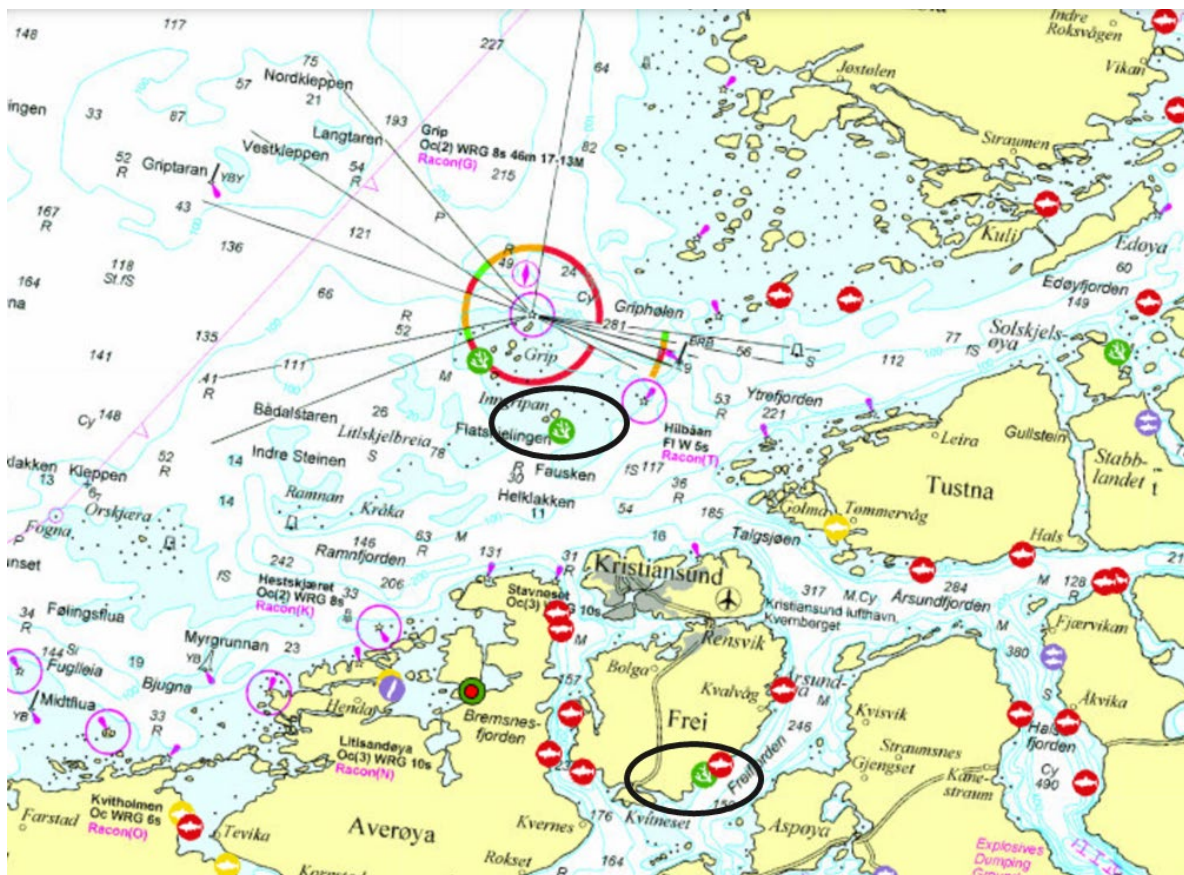 148
117
75
227
Nordkleppen
57
21
64
33
87
Langtaren
193
Grip
Oc(2) WRG 8s 46m 17-13M
Racon(G)
215
82
52
R
Griptaran
YBY
Vestkleppen
54
R
43
P
167
R
136
121
R
49
24
Cy
164
118
St.fS
66
R
52
135
111
Griphølen
281
BRB
56
S
9
141
41
R
Grip
M
Inngripan
53
R
148
Cy
Bådalstaren
26
Litlskjelbreia
S
78
Flatskjelingen
Hilbåan
Fl W 5s
Racon(T)
Ytrefjorden
221
77
fS
112
52
R
14
Indre Steinen
R
30
Fausken
fS
117
36
R
Kleppen
13
67
Orskjæra
14
Ramnan
Kråka
Helklakken
11
54
185
Fogna
P
146
63
R
M
16
Talgsjøen
242
Ramnfjorden
206
131
31
R
fS
Hestskjæret
Oc(2) WRG 8s
Racon(K)
33
Stavneset
Oc(3) WRG 10s
Kristiansund
317
M.Cy
Årsundfjorden
284
Kristiansund lufthavn,
Kvernberget
34
R
Følingsflua
Myrgrunnan
23
YB
M
Rensvik
144
Fuglleia
19
Bjugna
Bolga
157
Kvalvåg
M
246
Midtflua
YB
33
R
Hendal
Bremsnes-
fjorden
Frei
Freifjorden
Litlsandøya
Oc(3) WRG 10s
Racon(N)
Kvitholmen
Oc WRG 6s
Racon(O)
Farstad
Tevika
Averøya
Kvernes
176
Kvitneset
Rokset
164
R
Aspøya
Kvisvik
Straumsnes
Gjengset
Kane-
straum
Indre
Roksvågen
Vikan
Jøstølen
Straumen
Kuli
Edøya
60
Edøyfjorden
149
Solskjels-
øya
Leira
Gullstein
Stabb-
landet
Tustna
Golma
Tømmervåg
Hals
M
128
R
M
Fjærvikan
380
S
Åkvika
Hals-
fjorden
Cy
490
Explosives
Dumping